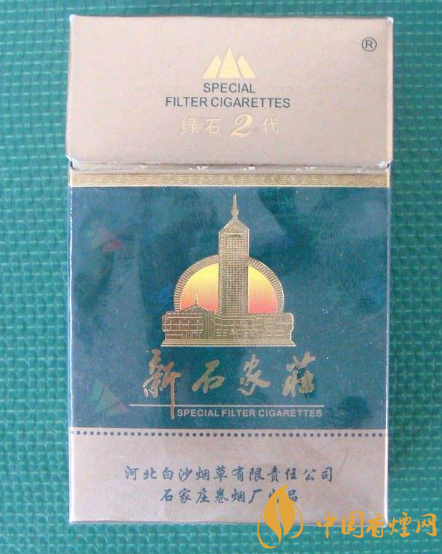 ®
SPECIAL
FILTER CIGARETTES
绿石2代
新石家莊
SPECIAL FILTER CIGARETTES
河北白沙烟草有限责任公司
石家庄卷烟厂出品
中国香烟网